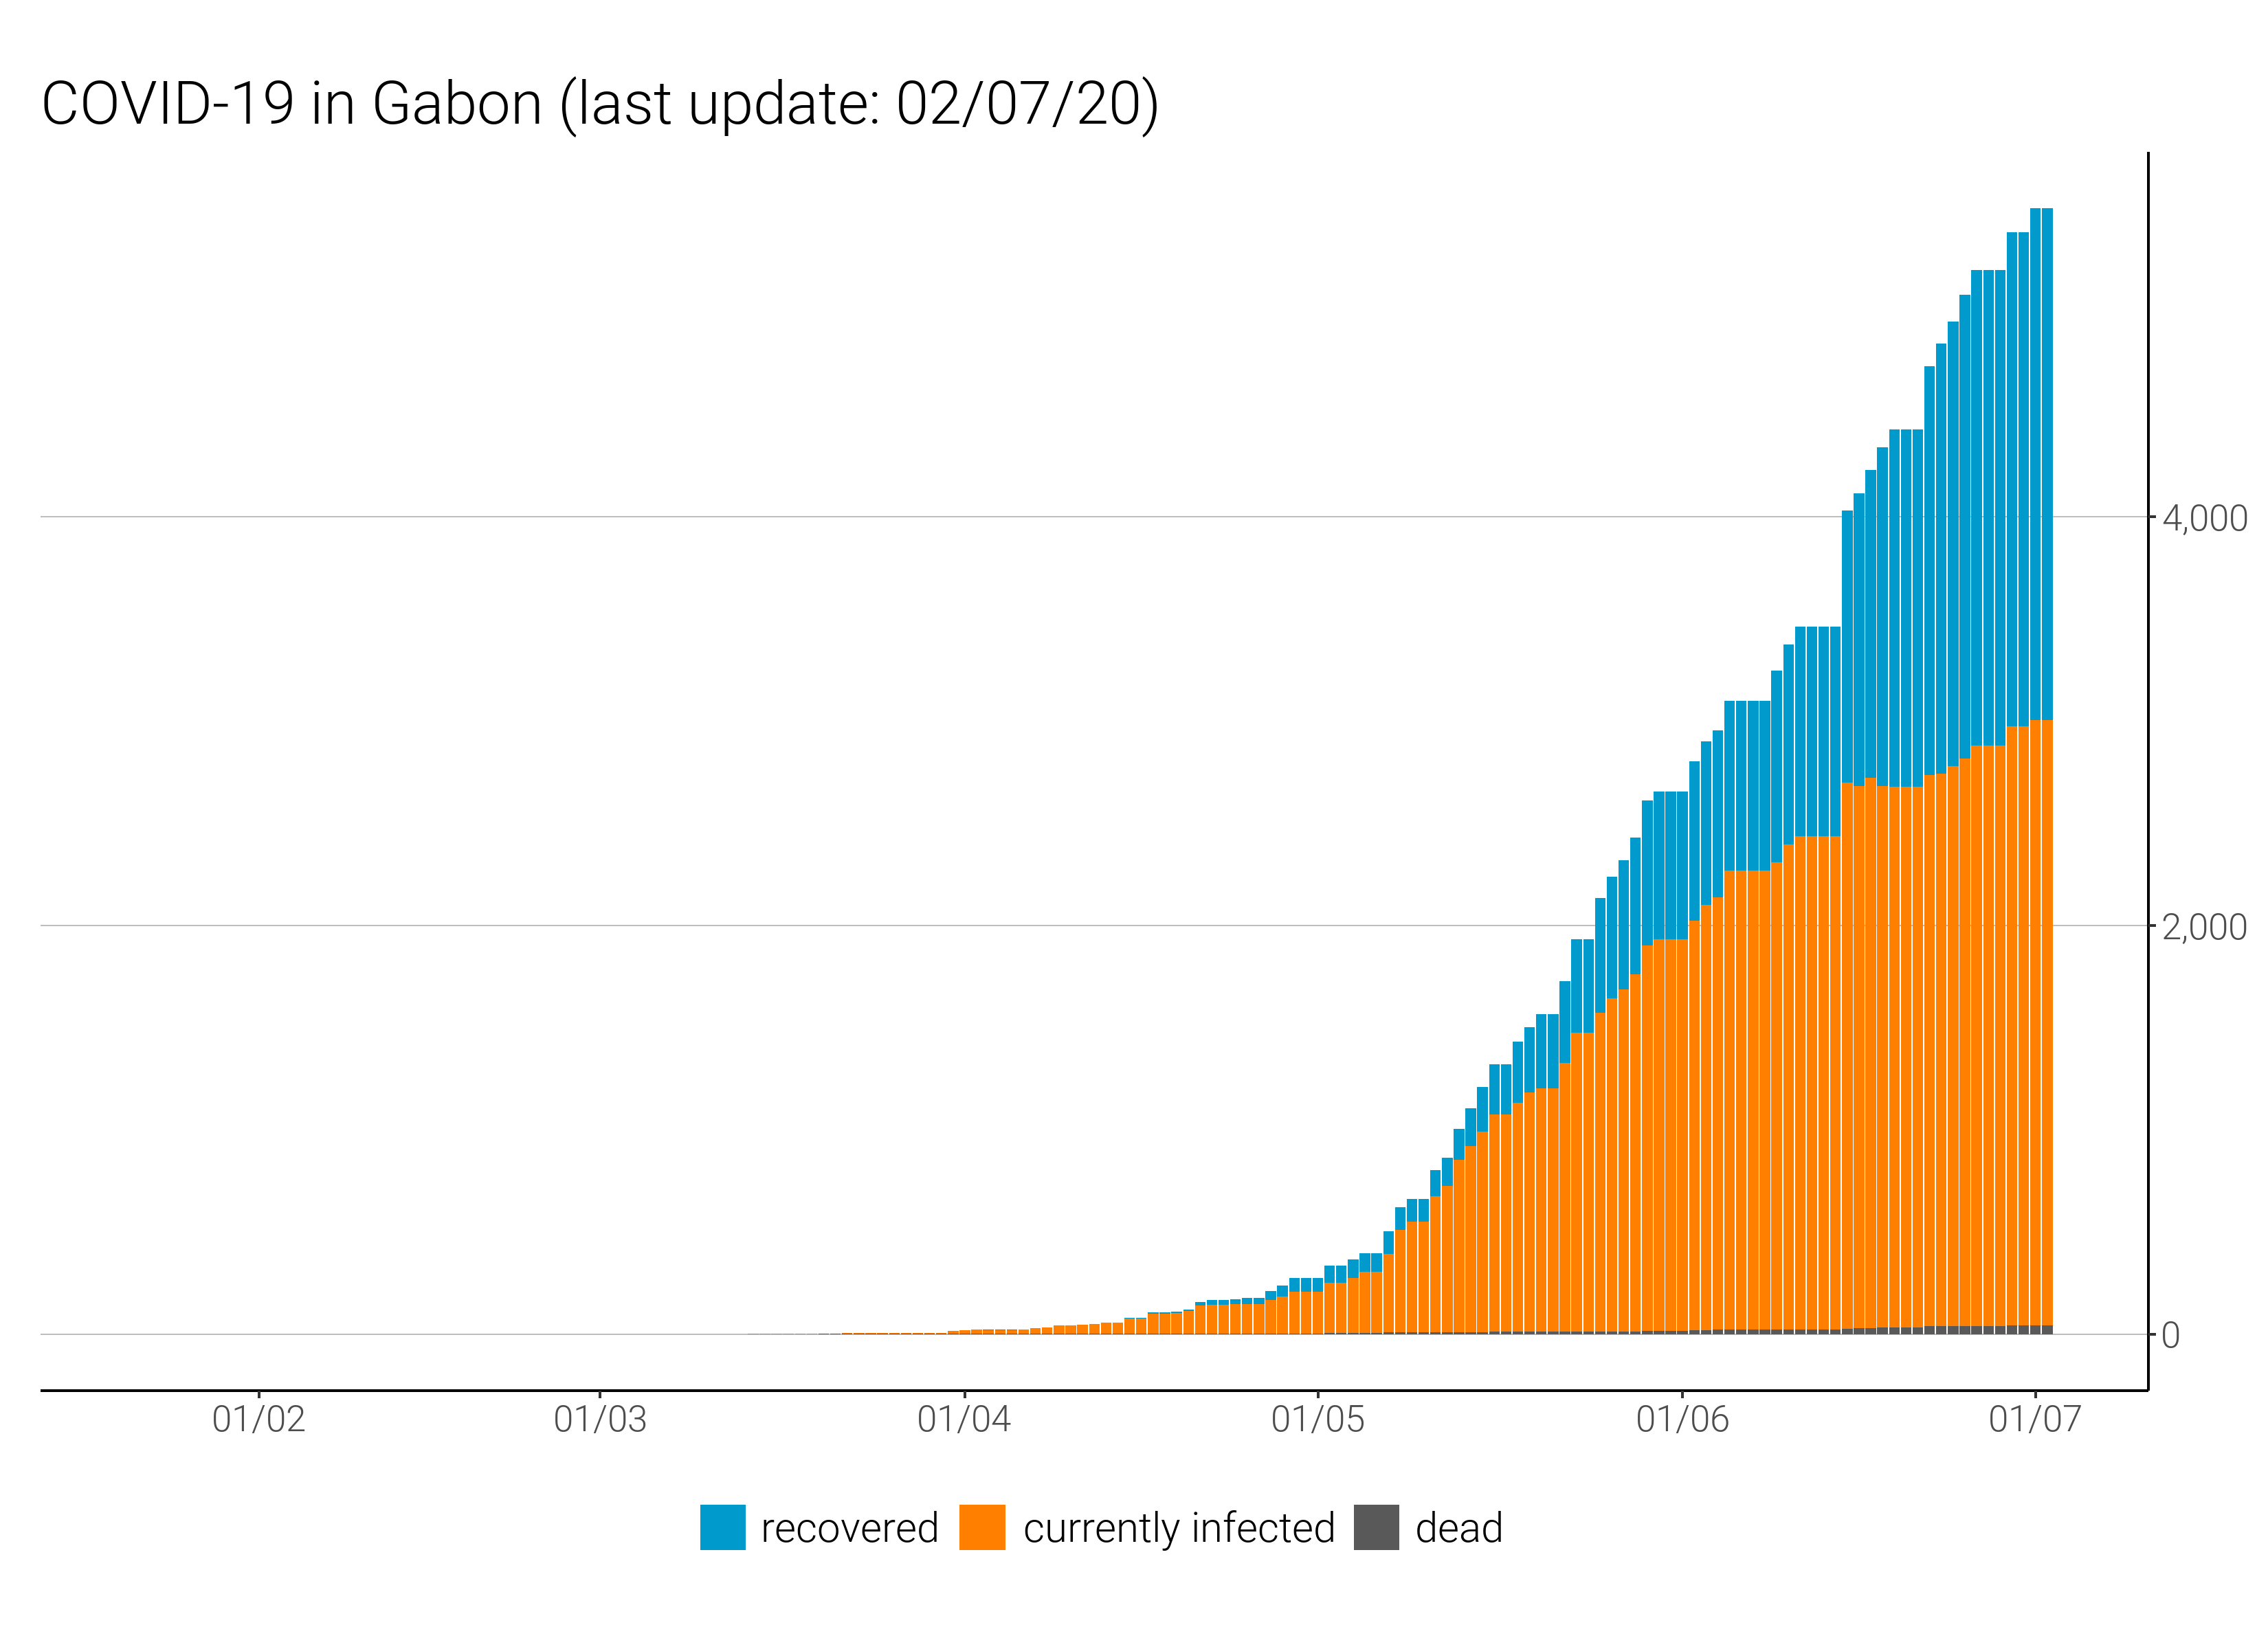 COVID-19 in Gabon (last update: 02/07/20)
4,000
2,000
0
01/02 01/03 01/04 01/05 01/06 01/07
recovered currently infected dead